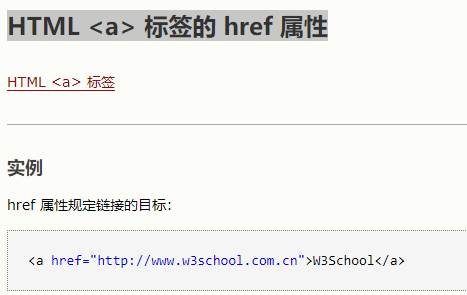 HTML <a> 标签的 href 属性
HTML <a> 标签
实例
href 属性规定链接的目标：
<a href="http://www.w3school.com.cn">W3School</a>